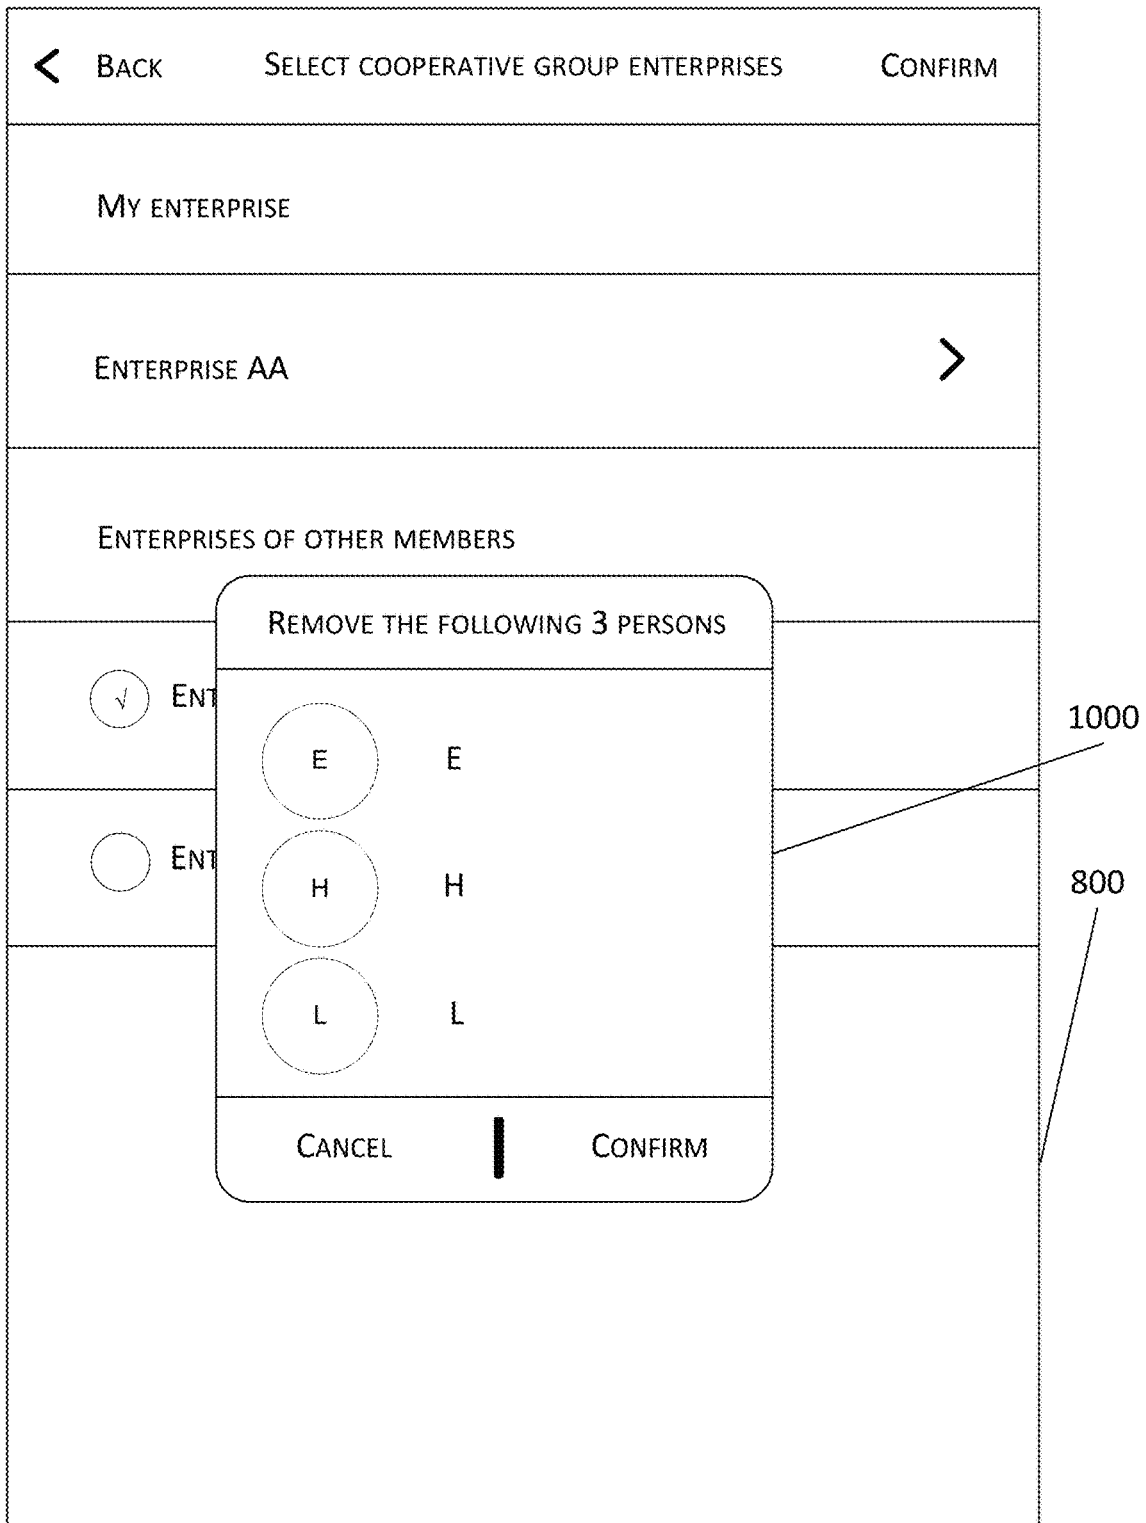 < Back Select cooperative group enterprises Confirm
My enterprise
Enterprise AA >
Enterprises of other members
Remove the following 3 persons
√ Ent
E E
1000
Ent
H H
800
L L
Cancel Confirm